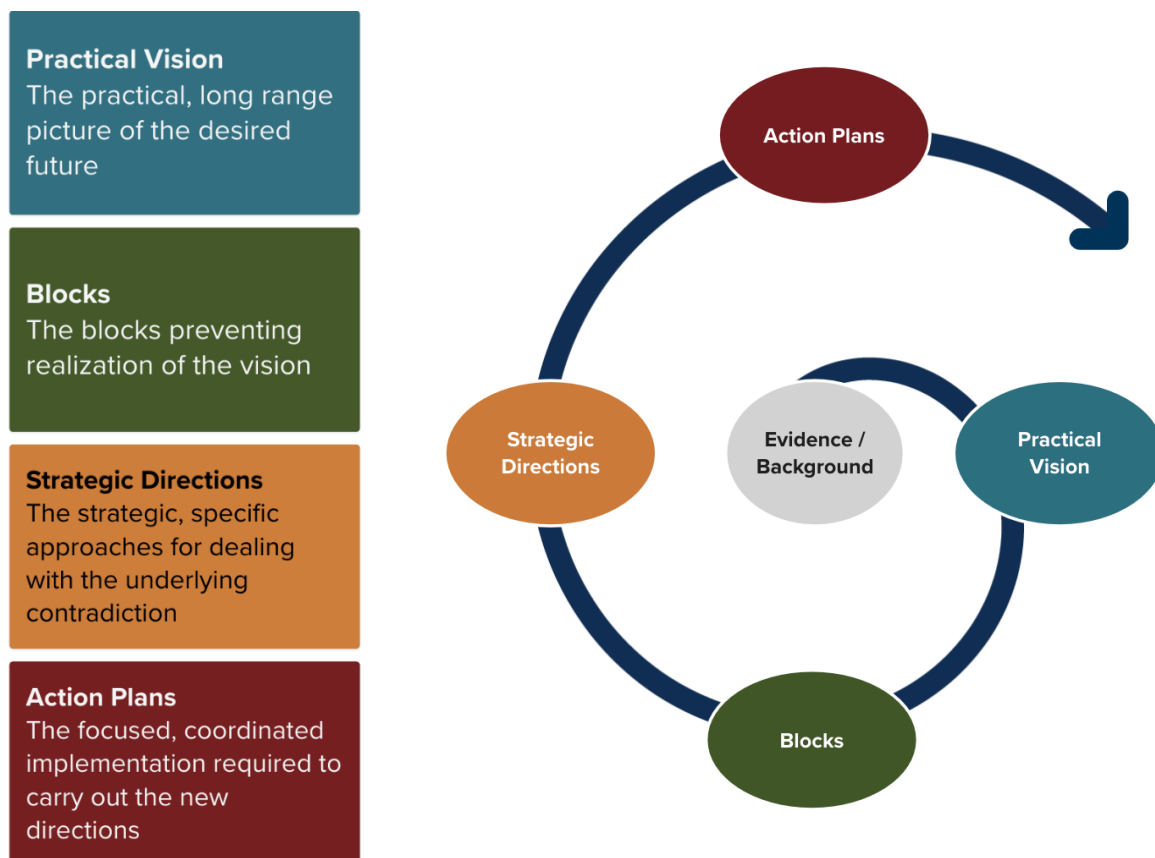 Practical Vision
The practical, long range
picture of the desired
future
Blocks
The blocks preventing
realization of the vision
Strategic Directions
The strategic, specific
approaches for dealing
with the underlying
contradiction
Action Plans
The focused, coordinated
implementation required to
carry out the new
directions
Action Plans
Strategic
Directions
Evidence /
Background
Practical
Vision
Blocks